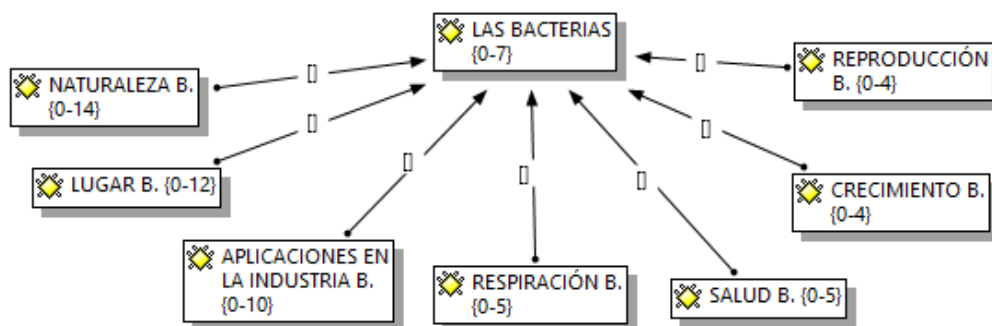 LAS BACTERIAS
{0-7}
[]
[]
REPRODUCCIÓN
B. {0-4}
NATURALEZA B.
{0-14}
[]
[]
LUGAR B. {0-12}
[]
[]
[]
CRECIMIENTO B.
{0-4}
APLICACIONES EN
LA INDUSTRIA B.
{0-10}
RESPIRACIÓN B.
{0-5}
SALUD B. {0-5}